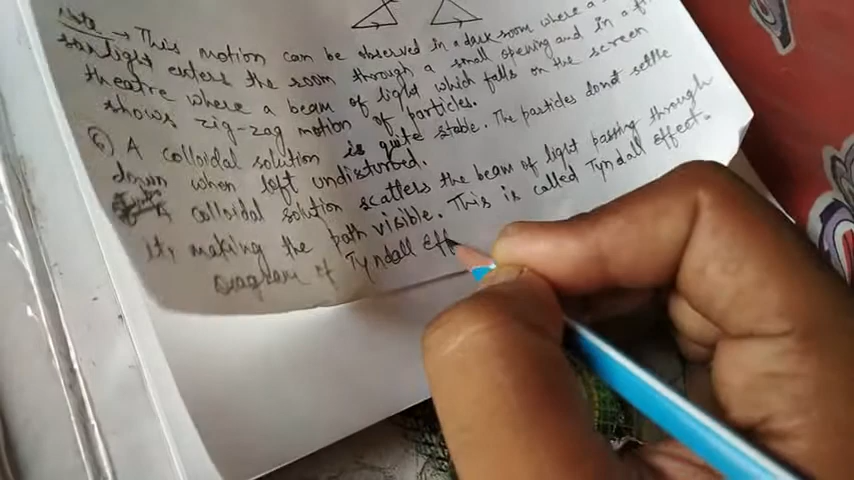 Note → This motion can be observed in a dark room where a
starlight enters the room through a small opening and in a
theatre where a beam of light which falls on the screen
shows zig-zag motion of particles.
6 A colloidal solution is quite stable. The particles do not settle
down when left undisturbed.
A colloidal solution scatters the beam of light passing through
it, making the path visible. This is called Tyndall effect.
Diagram of Tyndall eff